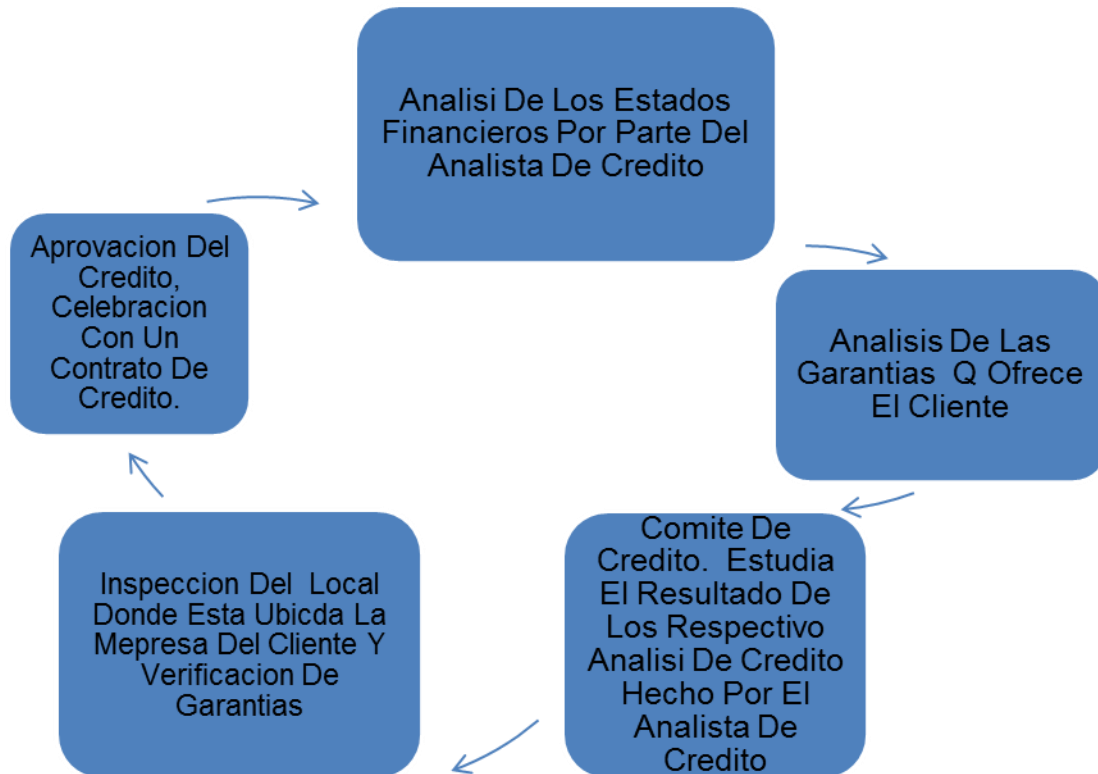 Analisi De Los Estados
Financieros Por Parte Del
Analista De Credito
Analisis De Las
Garantias Q Ofrece
El Cliente
Comite De
Credito. Estudia
El Resultado De
Los Respectivo
Analisi De Credito
Hecho Por El
Analista De
Credito
Inspeccion Del Local
Donde Esta Ubicda La
Mepresa Del Cliente Y
Verificacion De
Garantias
Aprovacion Del
Credito,
Celebracion
Con Un
Contrato De
Credito.